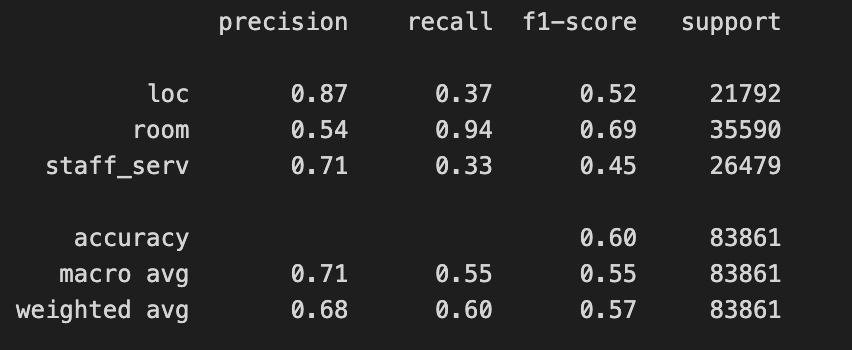 precision recall f1-score support
loc 0.87 0.37 0.52 21792
room 0.54 0.94 0.69 35590
staff_serv 0.71 0.33 0.45 26479
accuracy 0.60 83861
macro avg 0.71 0.55 0.55 83861
weighted avg 0.68 0.60 0.57 83861